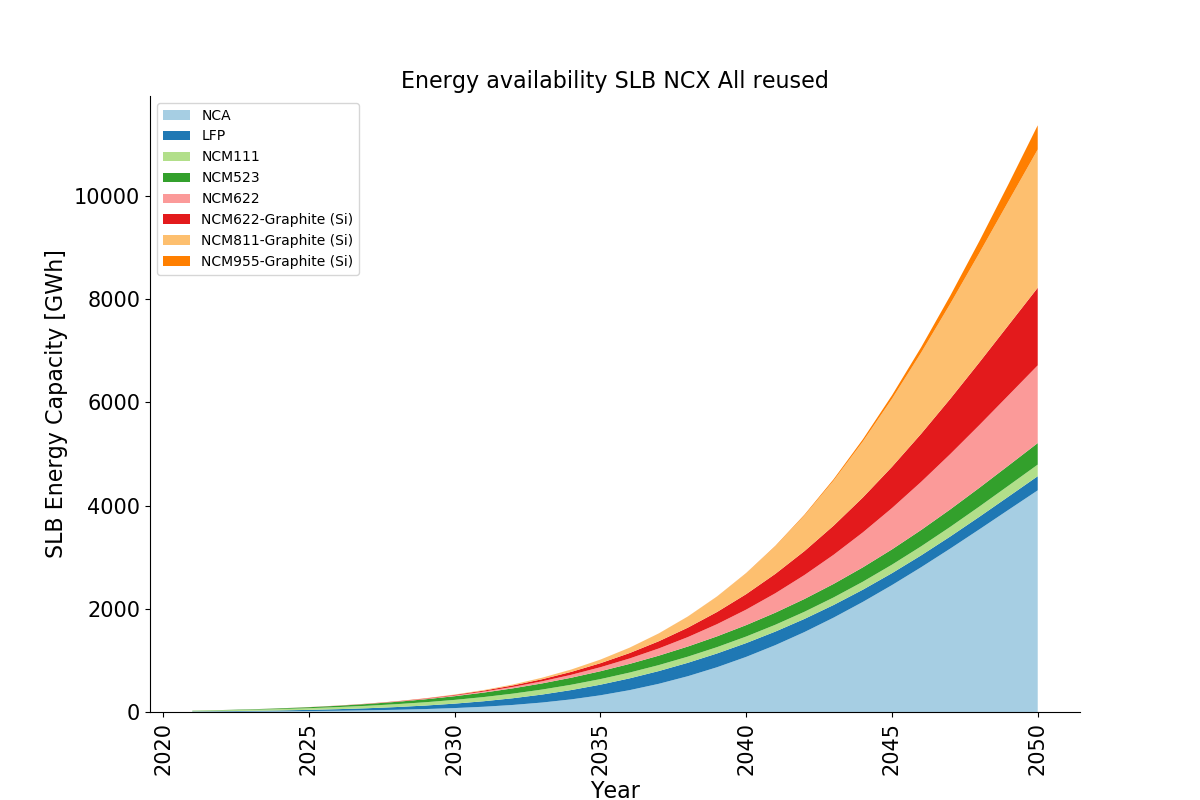 Energy availability SLB NCX All reused
NCA
LFP
NCM111
NCM523
NCM622
NCM622-Graphite (Si)
NCM811-Graphite (Si)
NCM955-Graphite (Si)
SLB Energy Capacity [GWh]
10000
8000
6000
4000
2000
0
2020
2025
2030
2035
2040
2045
2050
Year